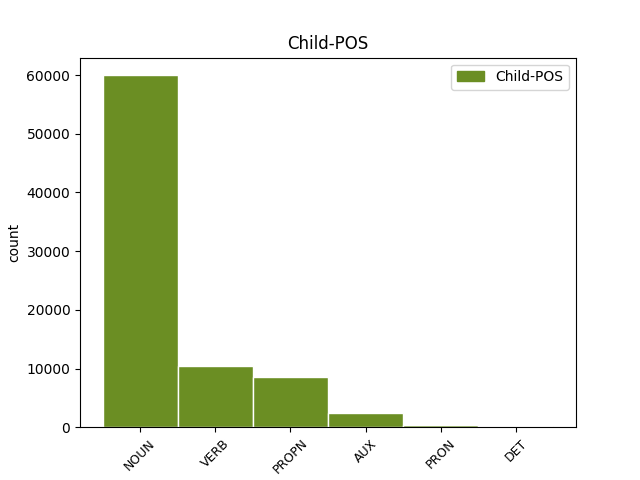 Child-POS
Child-POS
60000
50000
40000
30000
20000
10000
0
count
NOUN
VERB
PROPN
AUX
PRON
DET